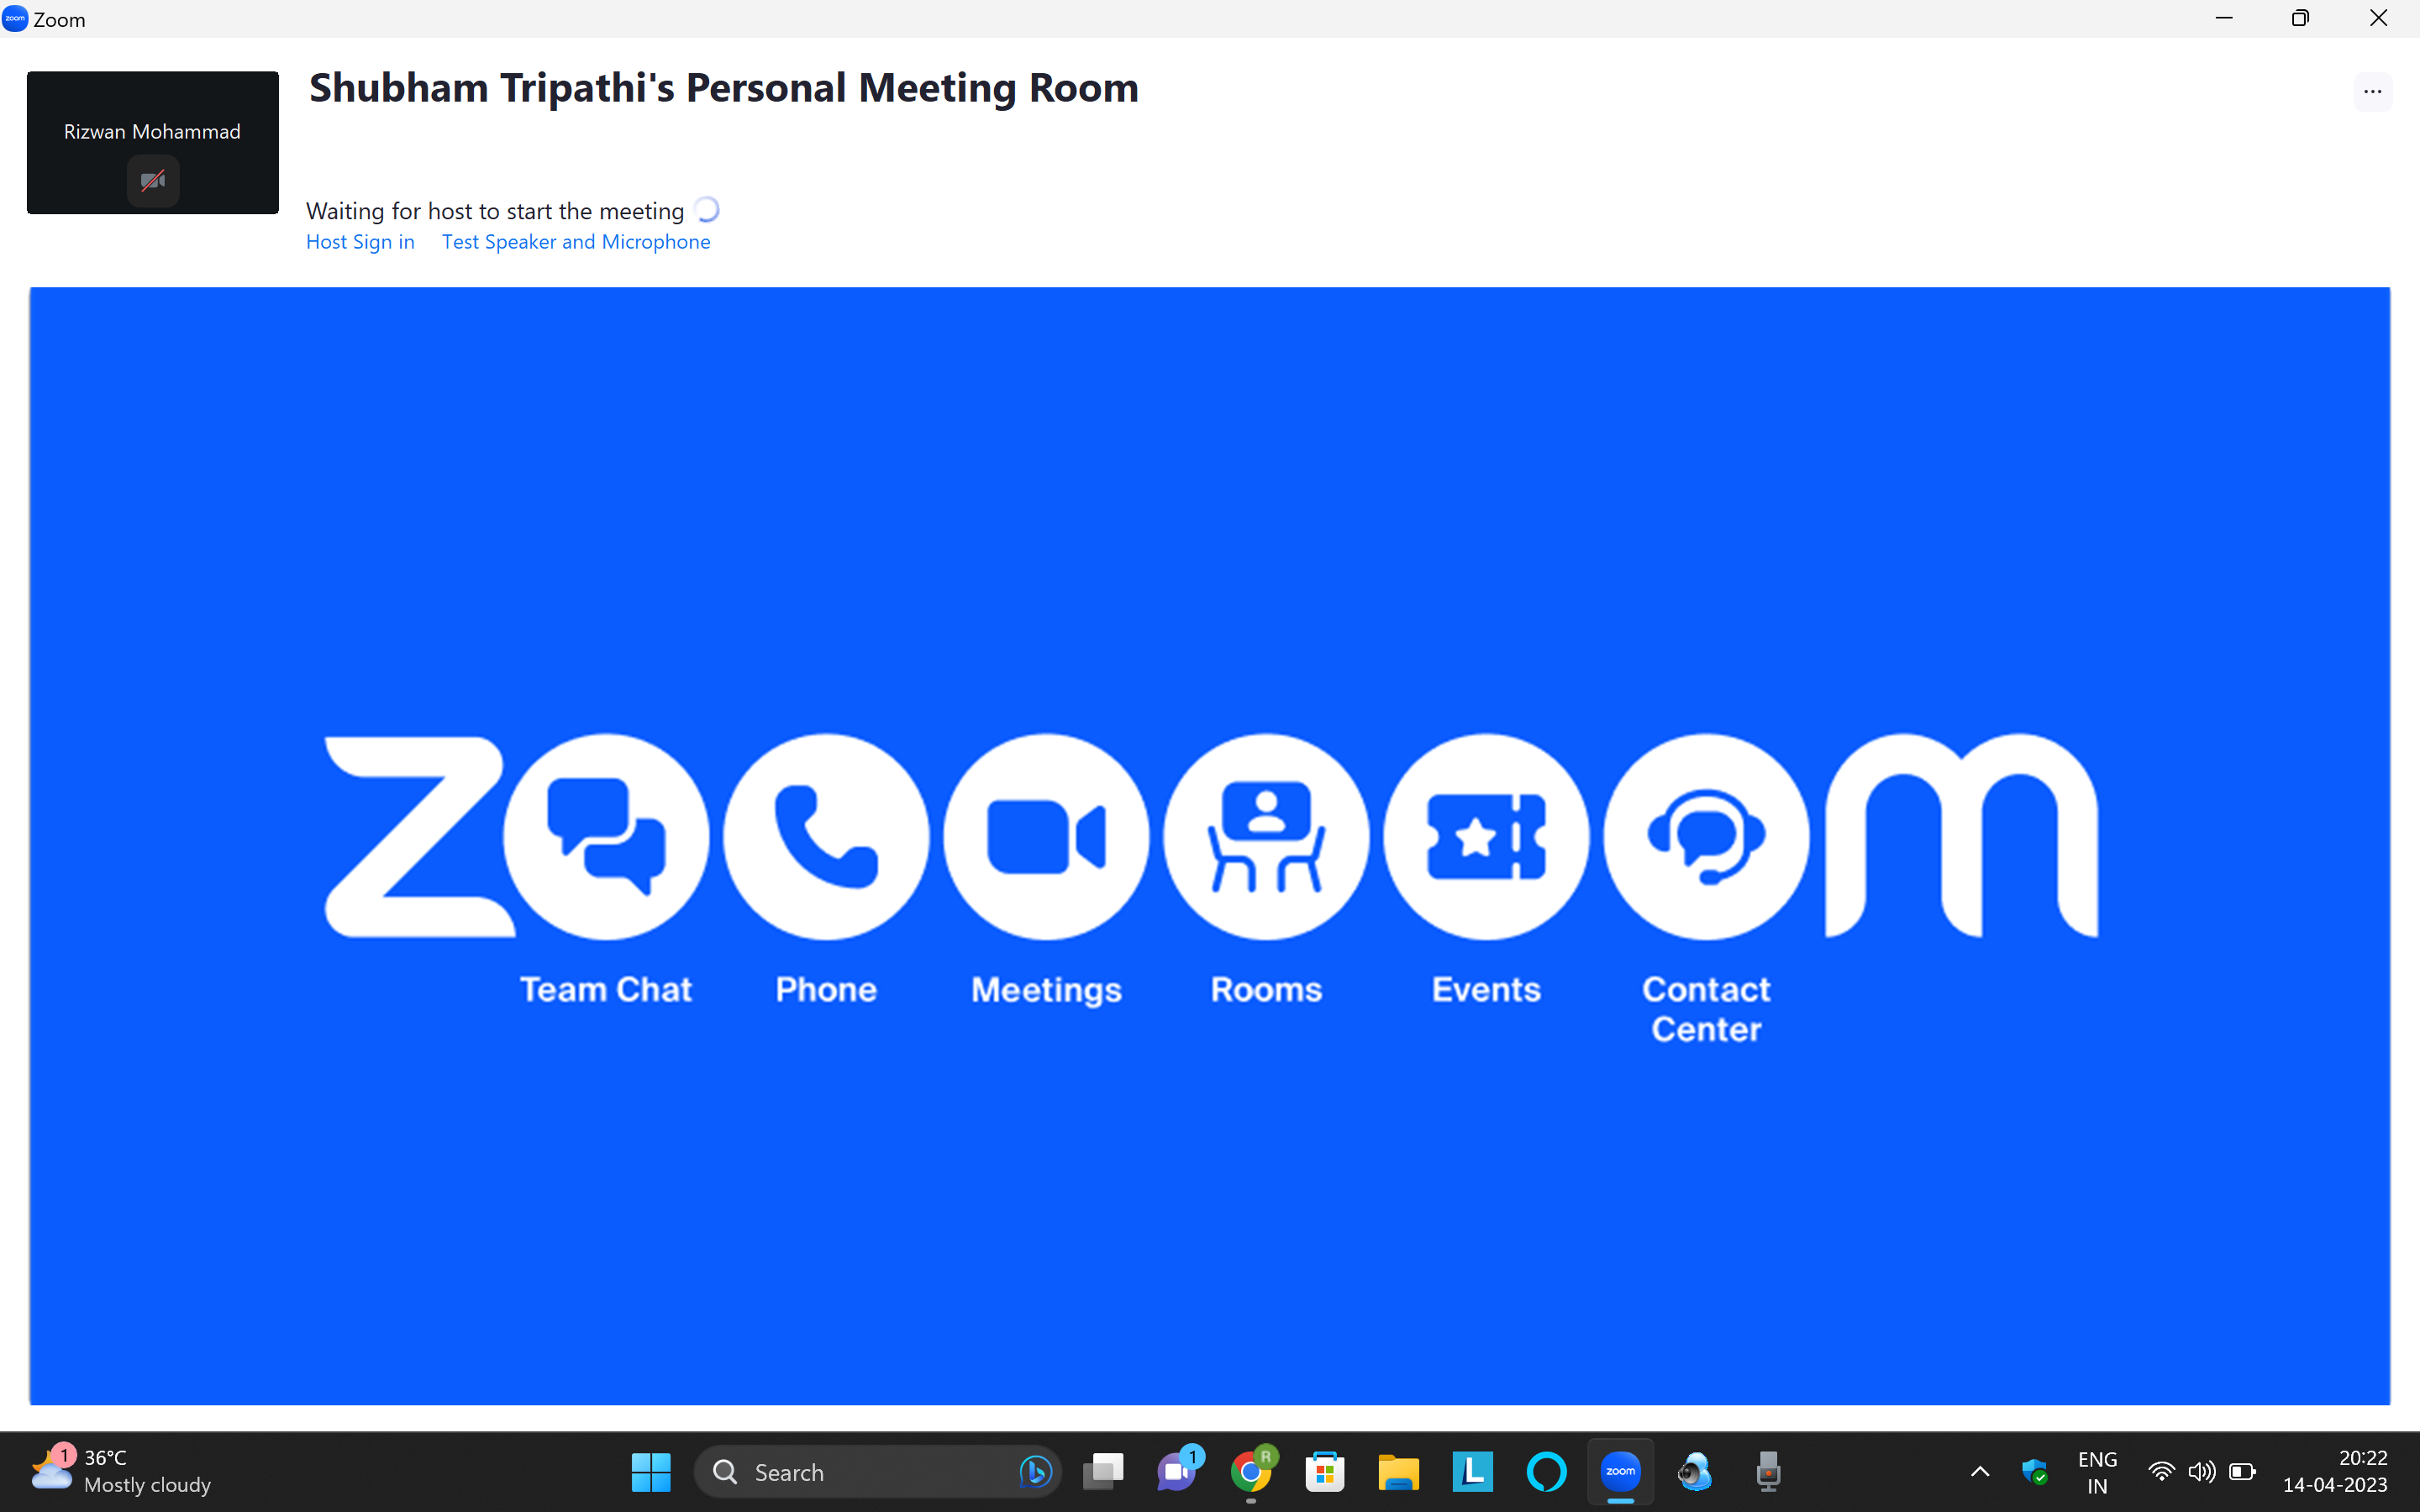 zoom Zoom
Rizwan Mohammad
Shubham Tripathi's Personal Meeting Room
Waiting for host to start the meeting
Host Sign in Test Speaker and Microphone
zoooooom
Team Chat Phone Meetings Rooms Events Contact
Center
1 36°C
Mostly cloudy
Search
1
R
L
zoom
ENG
IN
20:22
14-04-2023